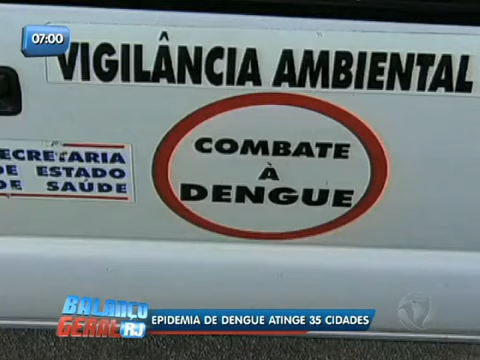 07:00
VIGILÂNCIA AMBIENTAL
COMBATE
À
DENGUE
ECRETARIA
DE ESTADO
DE SAÚDE
BALANÇO
GERAL RJ
EPIDEMIA DE DENGUE ATINGE 35 CIDADES